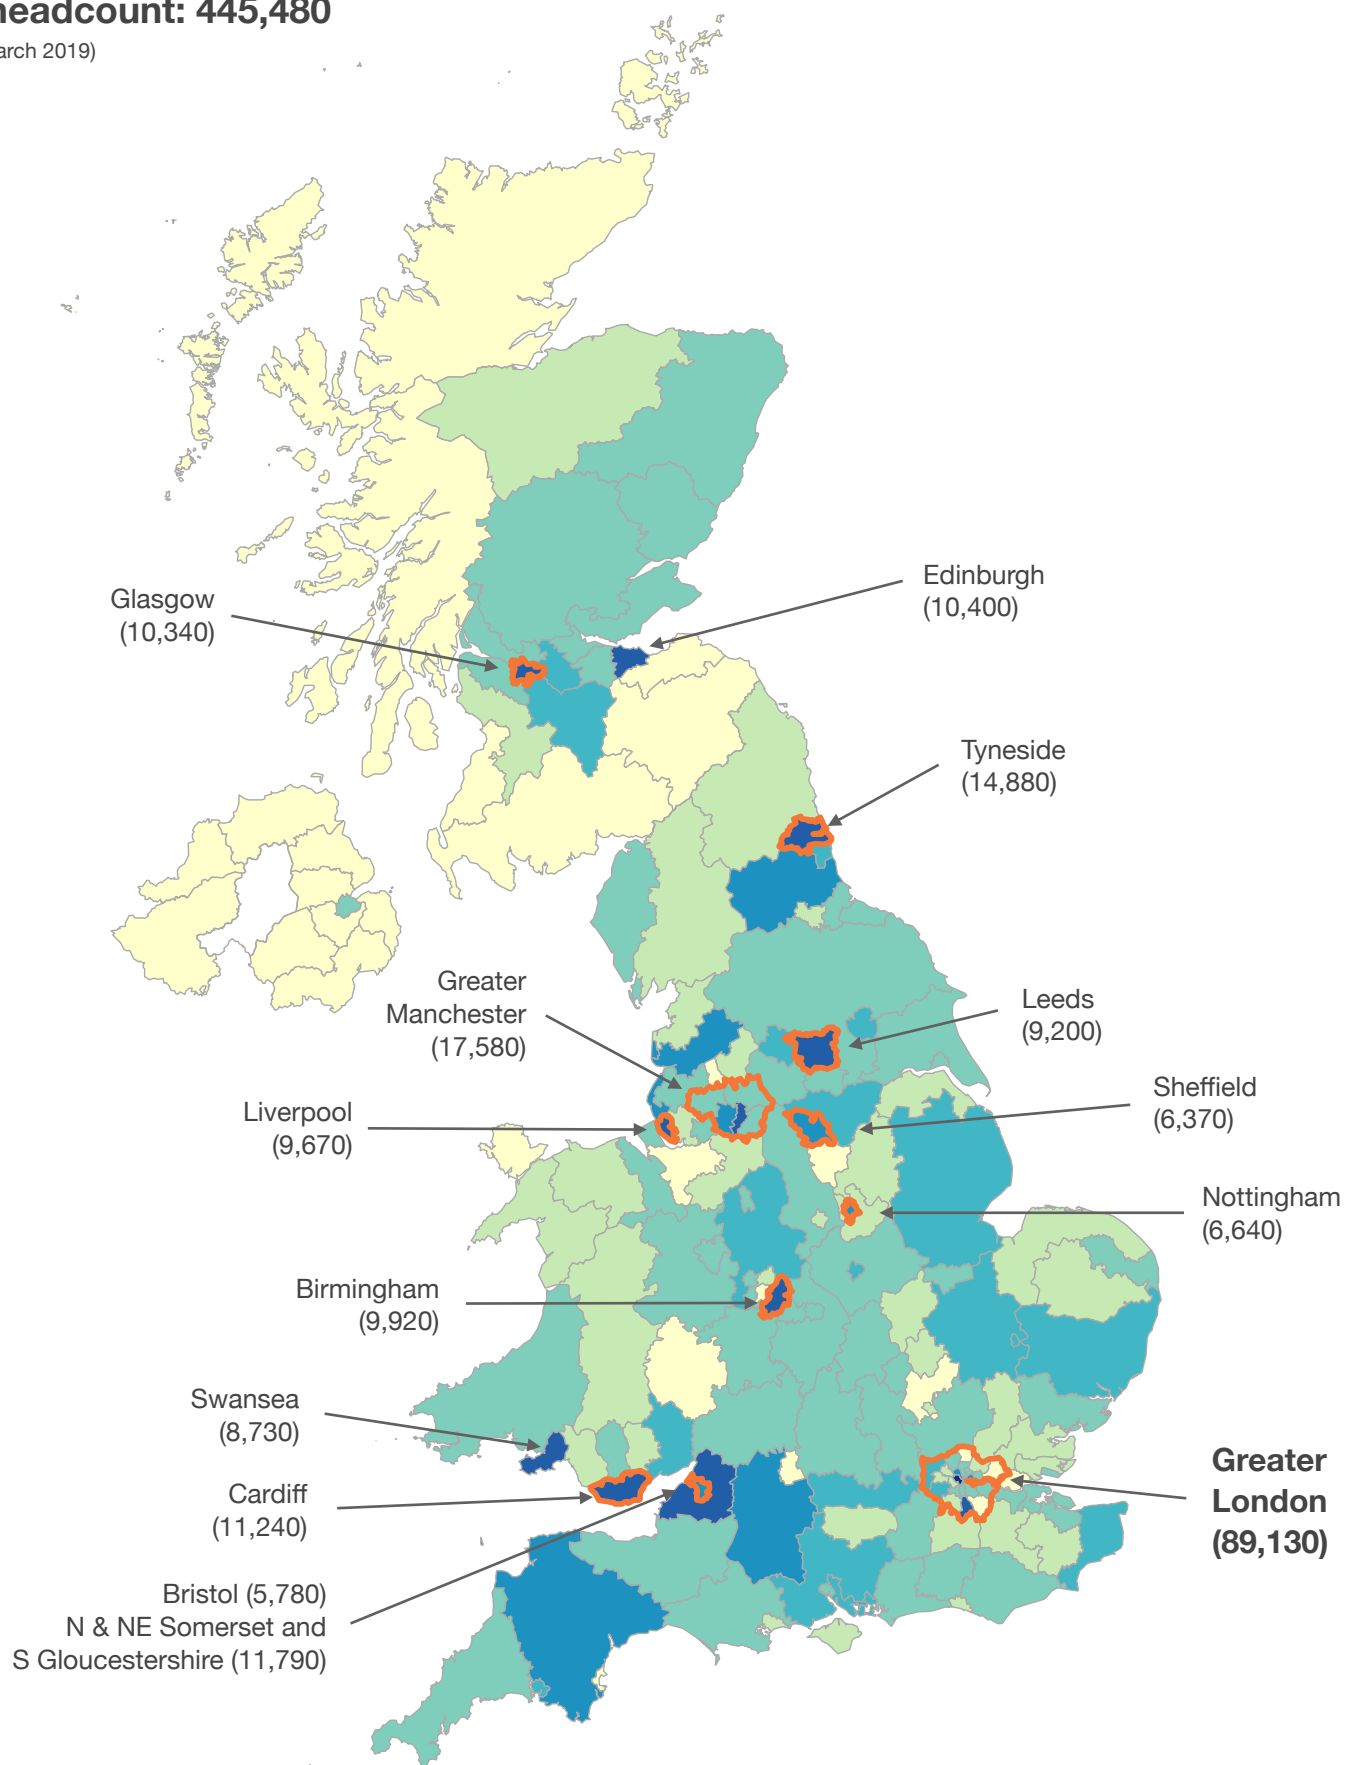 headcount: 445,480
arch 2019)
Edinburgh
(10,400)
Glasgow
(10,340)
Tyneside
(14,880)
Greater
Manchester
(17,580)
Leeds
(9,200)
Sheffield
(6,370)
Liverpool
(9,670)
Nottingham
(6,640)
Birmingham
(9,920)
Swansea
(8,730)
Cardiff
(11,240)
Greater
London
(89,130)
Bristol (5,780)
N & NE Somerset and
S Gloucestershire (11,790)